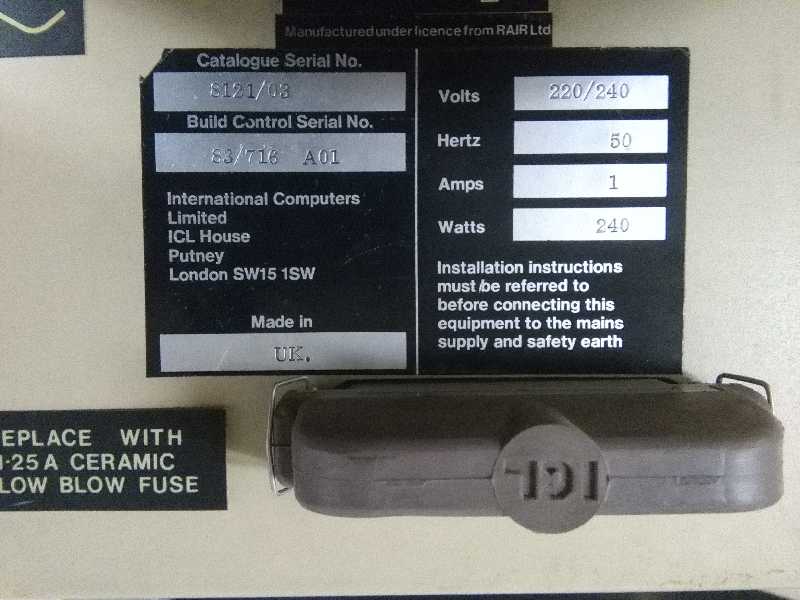 Manufactured under licence from RAIR Ltd
Catalogue Serial No.
8121/03
Build Control Serial No.
83/716 A01
International Computers
Limited
ICL House
Putney
London SW15 1SW
Made in
UK.
Volts 220/240
Hertz 50
Amps 1
Watts 240
Installation instructions
must be referred to
before connecting this
equipment to the mains
supply and safety earth
EPLACE WITH
·25 A CERAMIC
LOW BLOW FUSE
ICL